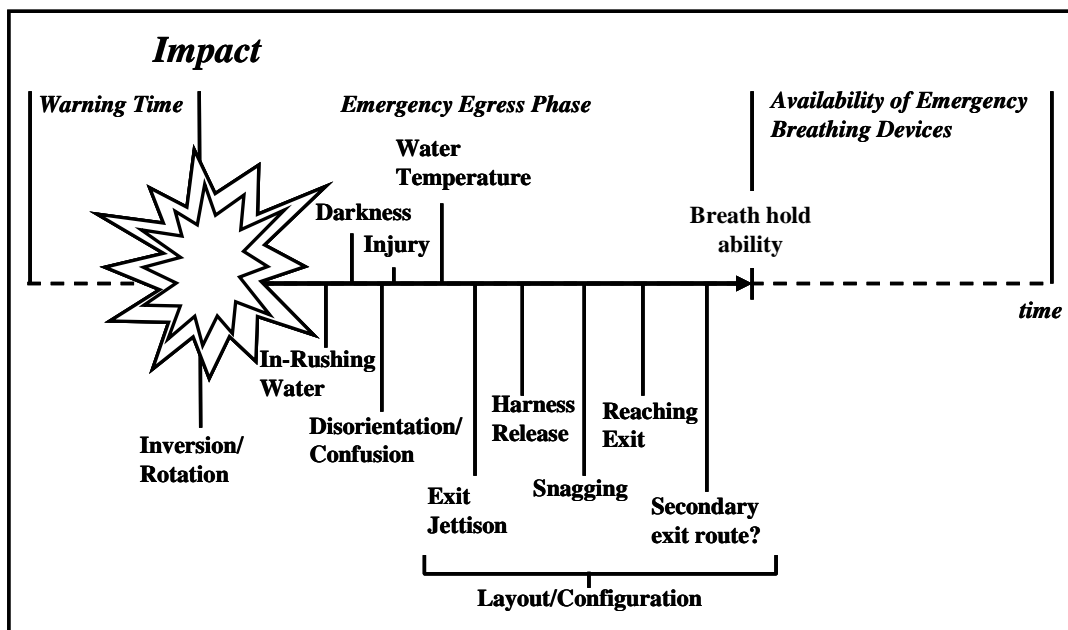 Impact
Warning Time
Emergency Egress Phase
Availability of Emergency
Breathing Devices
Water
Temperature
Darkness
Injury
Breath hold
ability
time
In-Rushing
Water
Inversion/
Rotation
Disorientation/
Confusion
Harness
Release
Reaching
Exit
Exit
Jettison
Snagging
Secondary
exit route?
Layout/Configuration